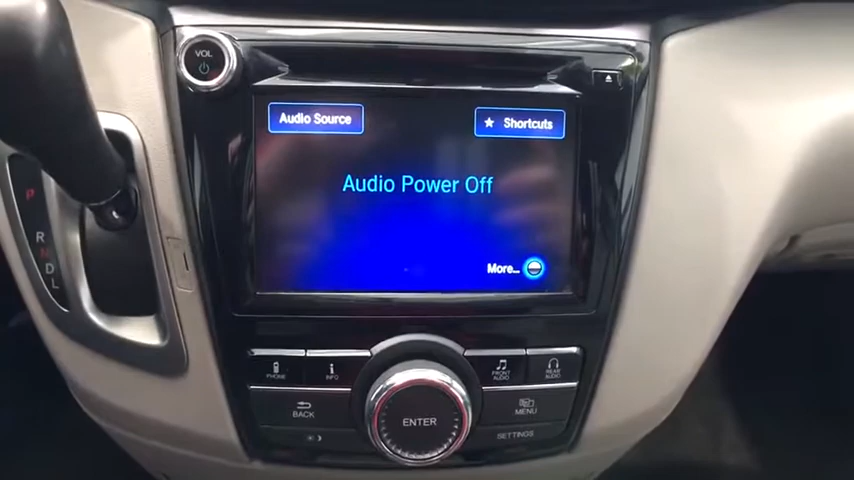 VOL
Audio Source
★ Shortcuts
Audio Power Off
More...
P
R
N
D
L
PHONE
INFO
FRONT AUDIO
REAR AUDIO
BACK
ENTER
MENU
SETTINGS